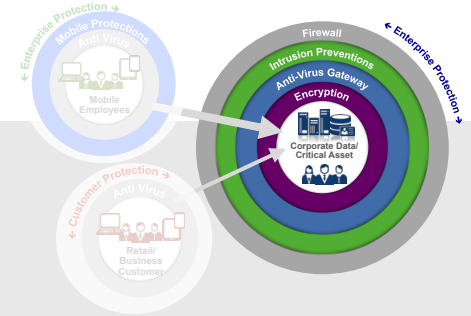 ← Enterprise Protection →
Mobile Protections
Anti Virus
Mobile
Employees
← Customer Protection →
Anti Virus
Retail/
Business
Customer
← Enterprise Protection →
Firewall
Intrusion Preventions
Anti-Virus Gateway
Encryption
Corporate Data/
Critical Asset